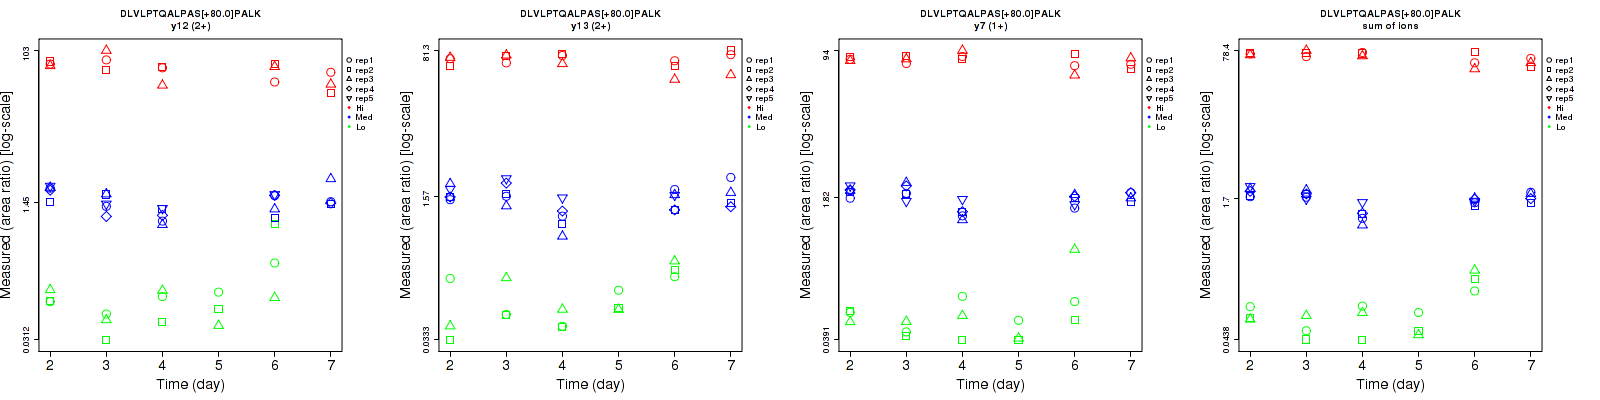 DLVLPTQALPAS[+80.0]PALK
y12 (2+)
Measured (area ratio) [log-scale]
103
1.45
0.0312
2 3 4 5 6 7
Time (day)
rep1
rep2
rep3
rep4
rep5
Hi
Med
Lo
DLVLPTQALPAS[+80.0]PALK
y13 (2+)
Measured (area ratio) [log-scale]
81.3
1.57
0.0333
2 3 4 5 6 7
Time (day)
rep1
rep2
rep3
rep4
rep5
Hi
Med
Lo
DLVLPTQALPAS[+80.0]PALK
y7 (1+)
Measured (area ratio) [log-scale]
94
1.82
0.0391
2 3 4 5 6 7
Time (day)
rep1
rep2
rep3
rep4
rep5
Hi
Med
Lo
DLVLPTQALPAS[+80.0]PALK
sum of ions
Measured (area ratio) [log-scale]
78.4
1.7
0.0438
2 3 4 5 6 7
Time (day)
rep1
rep2
rep3
rep4
rep5
Hi
Med
Lo